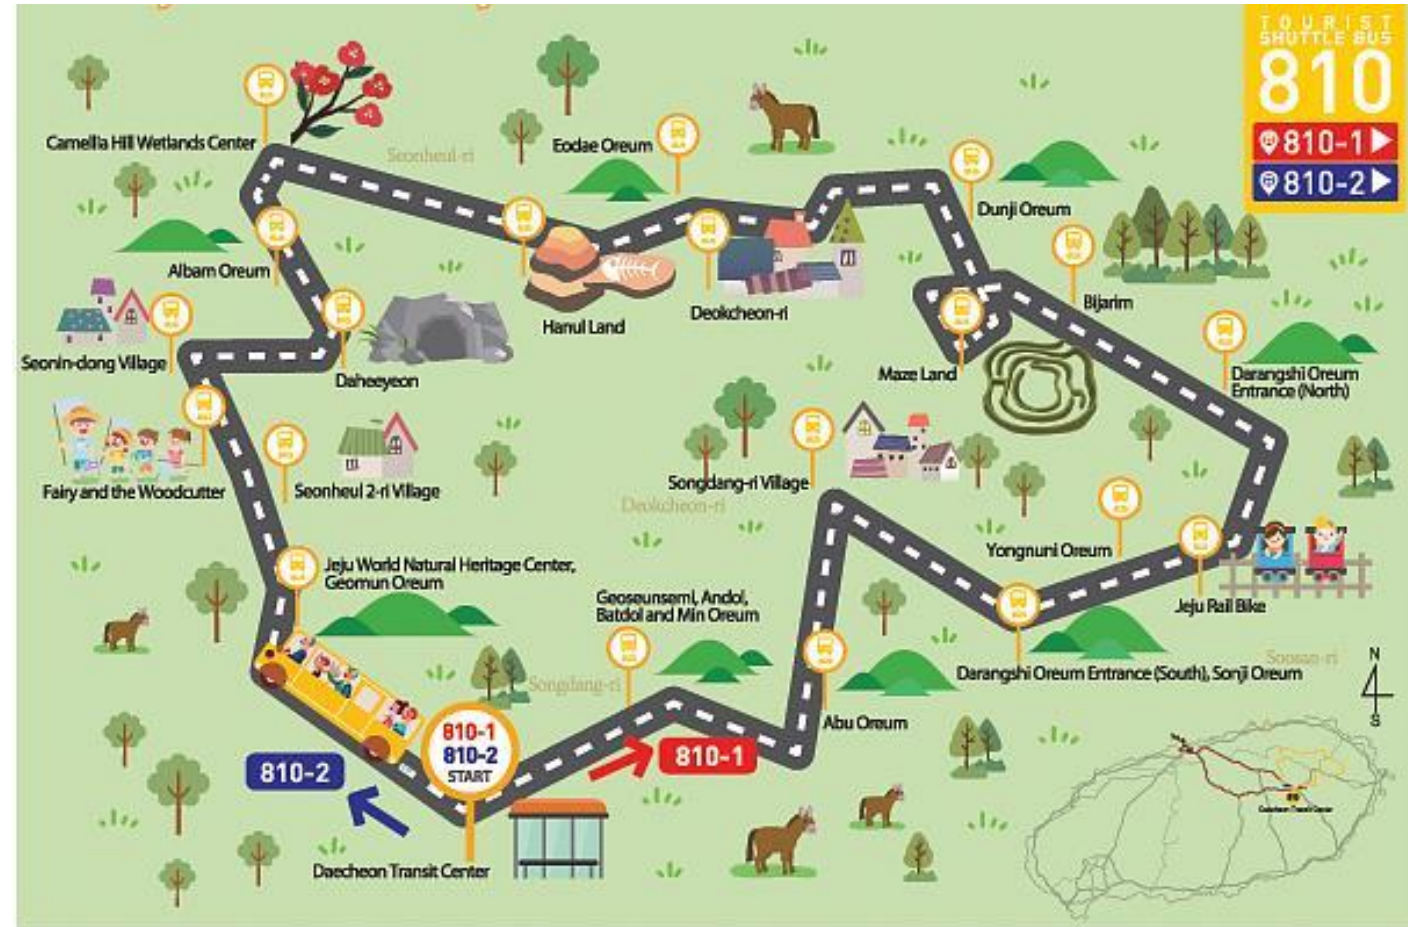 TOURIST
SHUTTLE BUS
810
810-1
810-2
Camellia Hill Wetlands Center
Seonheul-ri
Eodae Oreum
Dunji Oreum
Albam Oreum
Bijarim
Hanul Land
Deokcheon-ri
Seonin-dong Village
Daheeyeon
Maze Land
Darangshi Oreum
Entrance (North)
Fairy and the Woodcutter
Seonheul 2-ri Village
Songdang-ri Village
Deokcheon-ri
Yongnuni Oreum
Jeju World Natural Heritage Center,
Geomun Oreum
Geoseunsemi, Andol,
Batdol and Min Oreum
Jeju Rail Bike
Soosan-ri
Darangshi Oreum Entrance (South), Sonji Oreum
Songdang-ri
Abu Oreum
N
S
810-1
810-2
START
810-2
810-1
Daecheon Transit Center
Daecheon Transit Center